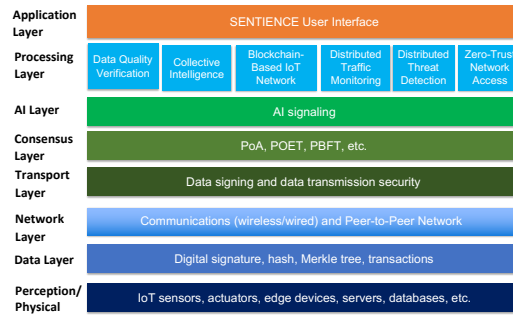 Application
Layer
SENTIENCE User Interface
Processing
Layer
Data Quality
Verification
Collective
Intelligence
Blockchain-
Based IoT
Network
Distributed
Traffic
Monitoring
Distributed
Threat
Detection
Zero-Trust
Network
Access
AI Layer
AI signaling
Consensus
Layer
PoA, POET, PBFT, etc.
Transport
Layer
Data signing and data transmission security
Network
Layer
Communications (wireless/wired) and Peer-to-Peer Network
Data Layer
Digital signature, hash, Merkle tree, transactions
Perception/
Physical
IoT sensors, actuators, edge devices, servers, databases, etc.